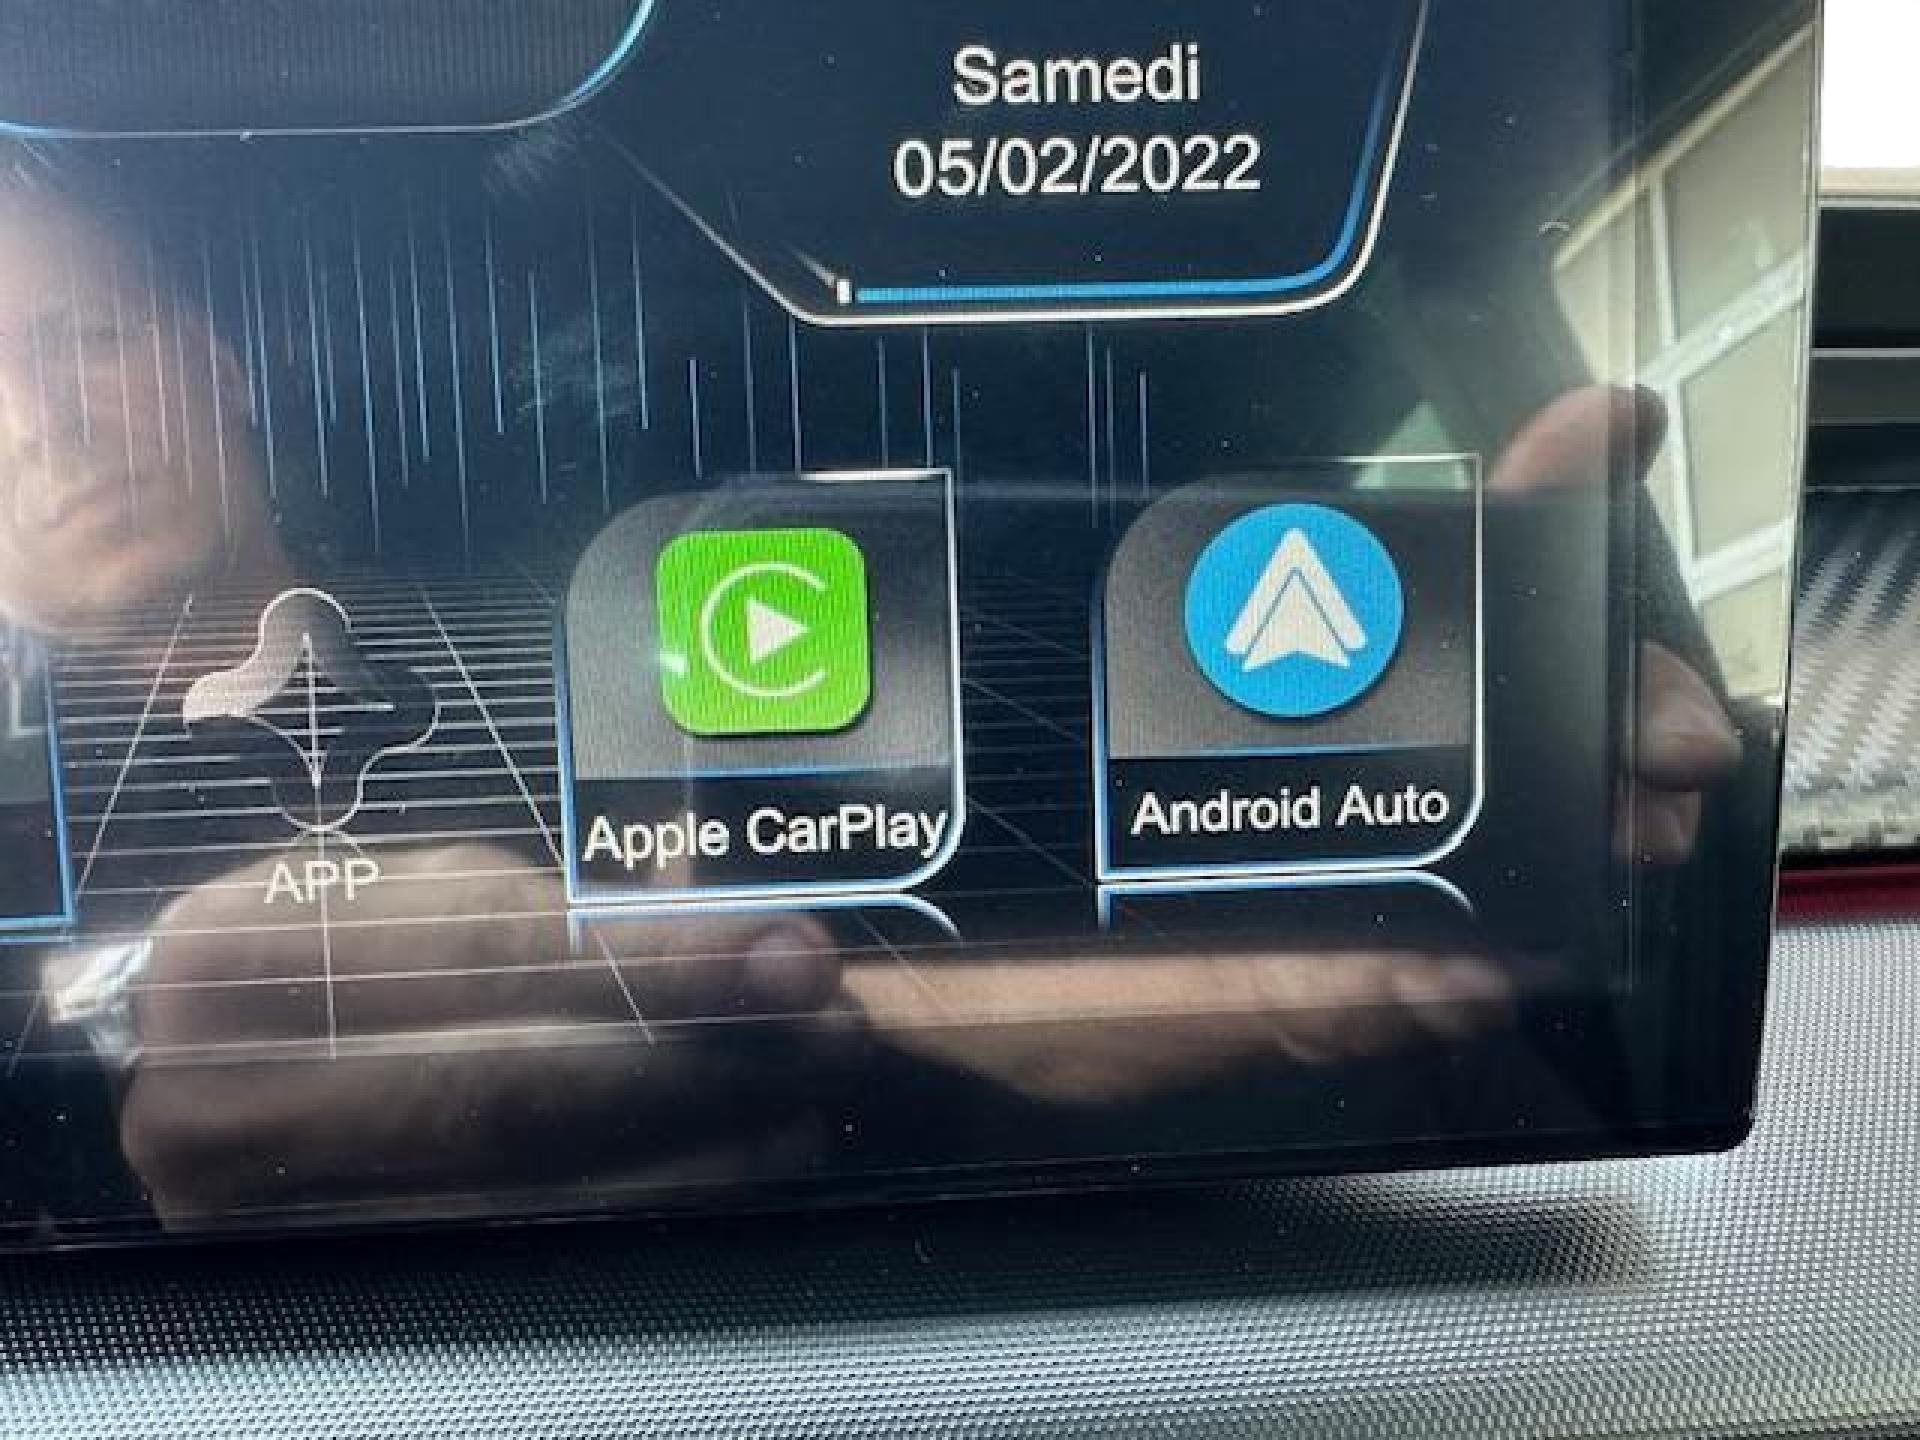 Samedi
05/02/2022
APP
Apple CarPlay
Android Auto